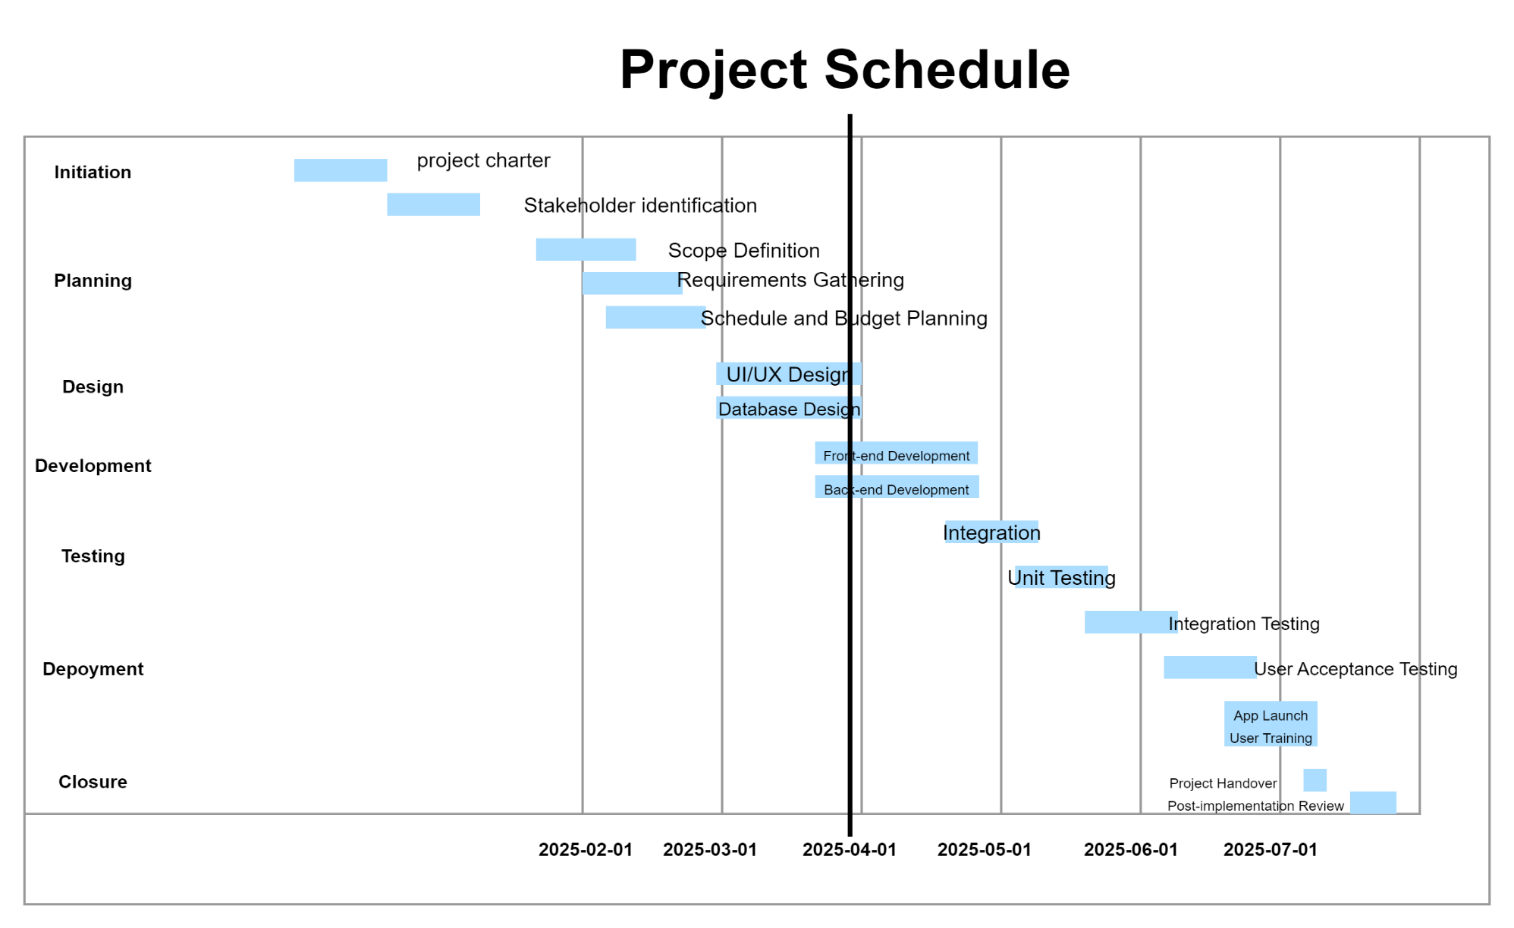 Project Schedule
Initiation
project charter
Stakeholder identification
Planning
Scope Definition
Requirements Gathering
Schedule and Budget Planning
Design
UI/UX Design
Database Design
Development
Front-end Development
Back-end Development
Testing
Integration
Unit Testing
Integration Testing
Depoyment
User Acceptance Testing
App Launch
User Training
Closure
Project Handover
Post-implementation Review
2025-02-01 2025-03-01 2025-04-01 2025-05-01 2025-06-01 2025-07-01